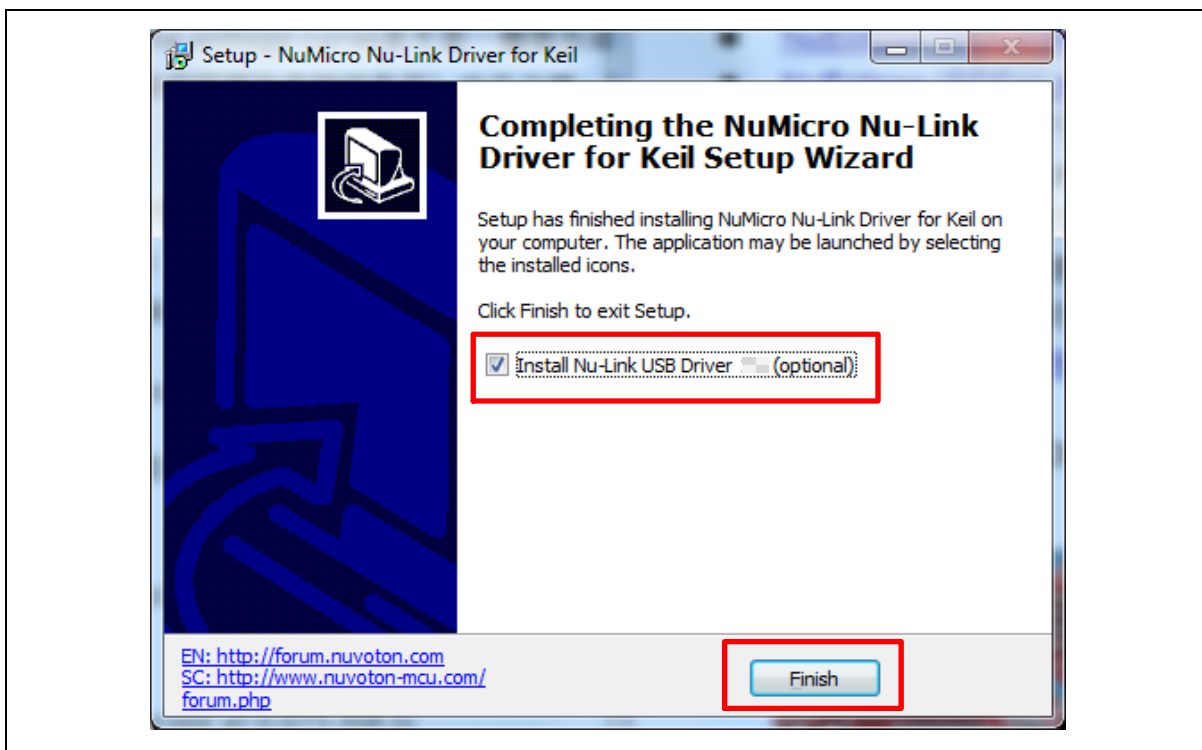 Setup - NuMicro Nu-Link Driver for Keil
Completing the NuMicro Nu-Link
Driver for Keil Setup Wizard
Setup has finished installing NuMicro Nu-Link Driver for Keil on
your computer. The application may be launched by selecting
the installed icons.
Click Finish to exit Setup.
Install Nu-Link USB Driver (optional)
EN: http://forum.nuvoton.com
SC: http://www.nuvoton-mcu.com/
forum.php
Finish